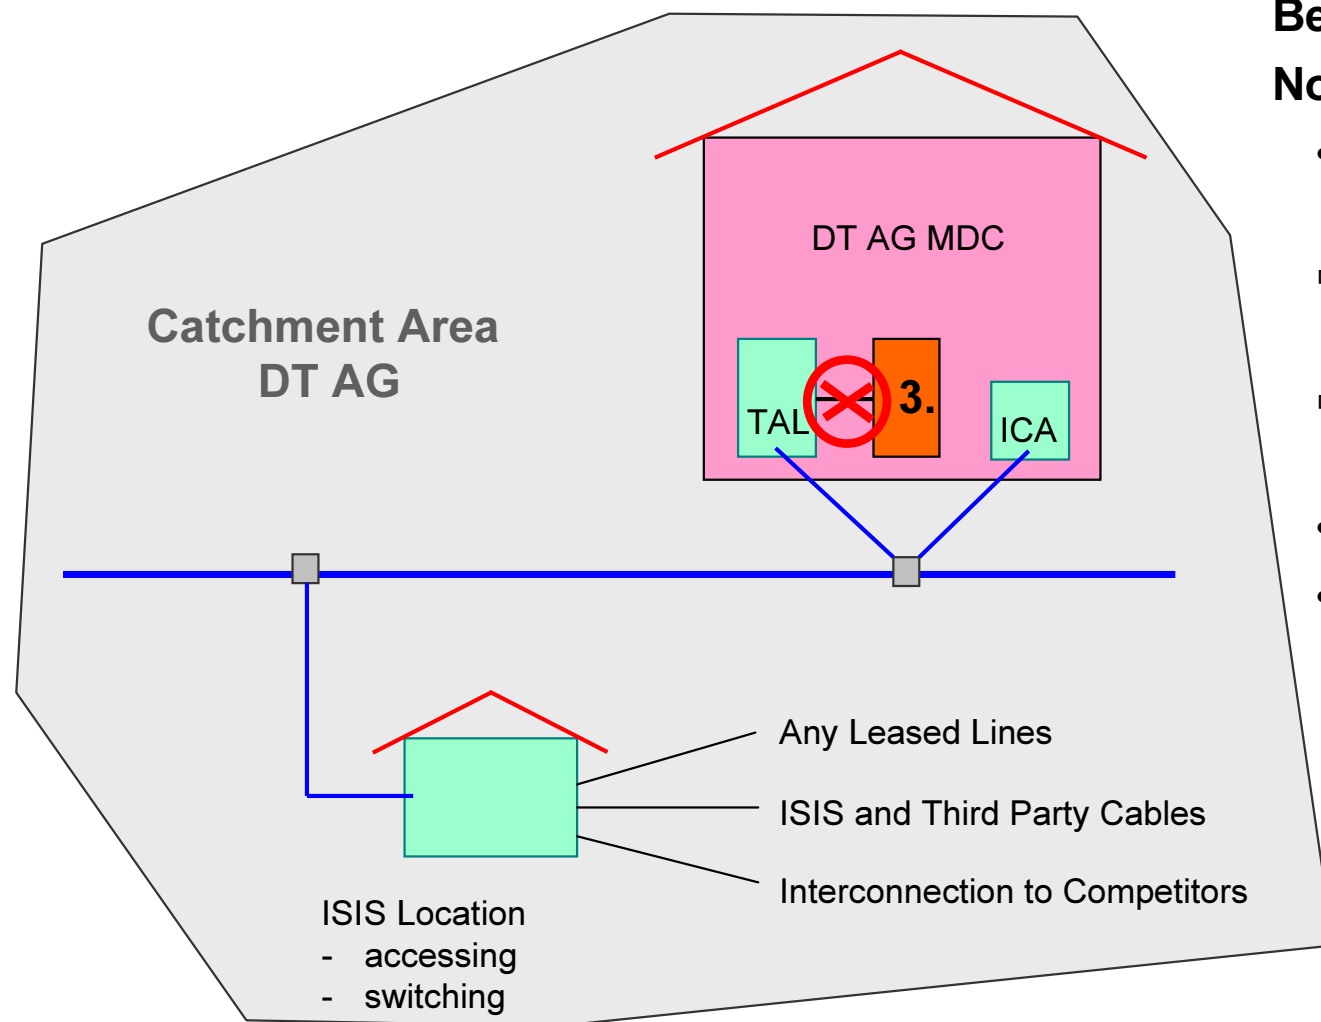 DT AG MDC
Catchment Area
DT AG
TAL
3.
ICA
Any Leased Lines
ISIS and Third Party Cables
Interconnection to Competitors
ISIS Location
- accessing
- switching